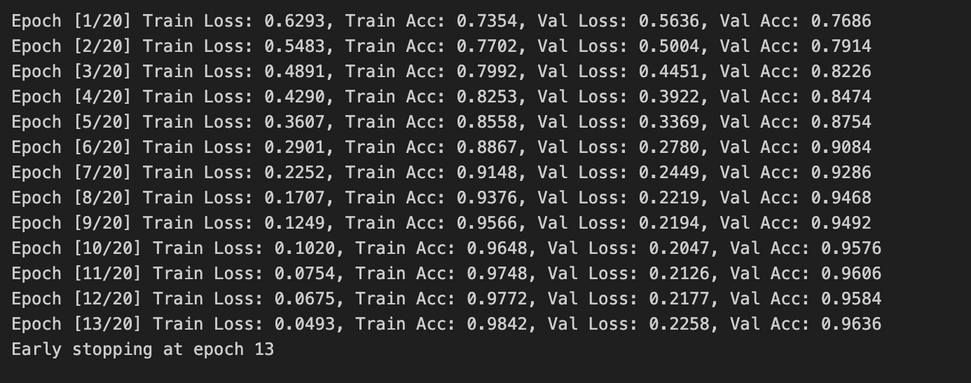 Epoch [1/20] Train Loss: 0.6293, Train Acc: 0.7354, Val Loss: 0.5636, Val Acc: 0.7686
Epoch [2/20] Train Loss: 0.5483, Train Acc: 0.7702, Val Loss: 0.5004, Val Acc: 0.7914
Epoch [3/20] Train Loss: 0.4891, Train Acc: 0.7992, Val Loss: 0.4451, Val Acc: 0.8226
Epoch [4/20] Train Loss: 0.4290, Train Acc: 0.8253, Val Loss: 0.3922, Val Acc: 0.8474
Epoch [5/20] Train Loss: 0.3607, Train Acc: 0.8558, Val Loss: 0.3369, Val Acc: 0.8754
Epoch [6/20] Train Loss: 0.2901, Train Acc: 0.8867, Val Loss: 0.2780, Val Acc: 0.9084
Epoch [7/20] Train Loss: 0.2252, Train Acc: 0.9148, Val Loss: 0.2449, Val Acc: 0.9286
Epoch [8/20] Train Loss: 0.1707, Train Acc: 0.9376, Val Loss: 0.2219, Val Acc: 0.9468
Epoch [9/20] Train Loss: 0.1249, Train Acc: 0.9566, Val Loss: 0.2194, Val Acc: 0.9492
Epoch [10/20] Train Loss: 0.1020, Train Acc: 0.9648, Val Loss: 0.2047, Val Acc: 0.9576
Epoch [11/20] Train Loss: 0.0754, Train Acc: 0.9748, Val Loss: 0.2126, Val Acc: 0.9606
Epoch [12/20] Train Loss: 0.0675, Train Acc: 0.9772, Val Loss: 0.2177, Val Acc: 0.9584
Epoch [13/20] Train Loss: 0.0493, Train Acc: 0.9842, Val Loss: 0.2258, Val Acc: 0.9636
Early stopping at epoch 13